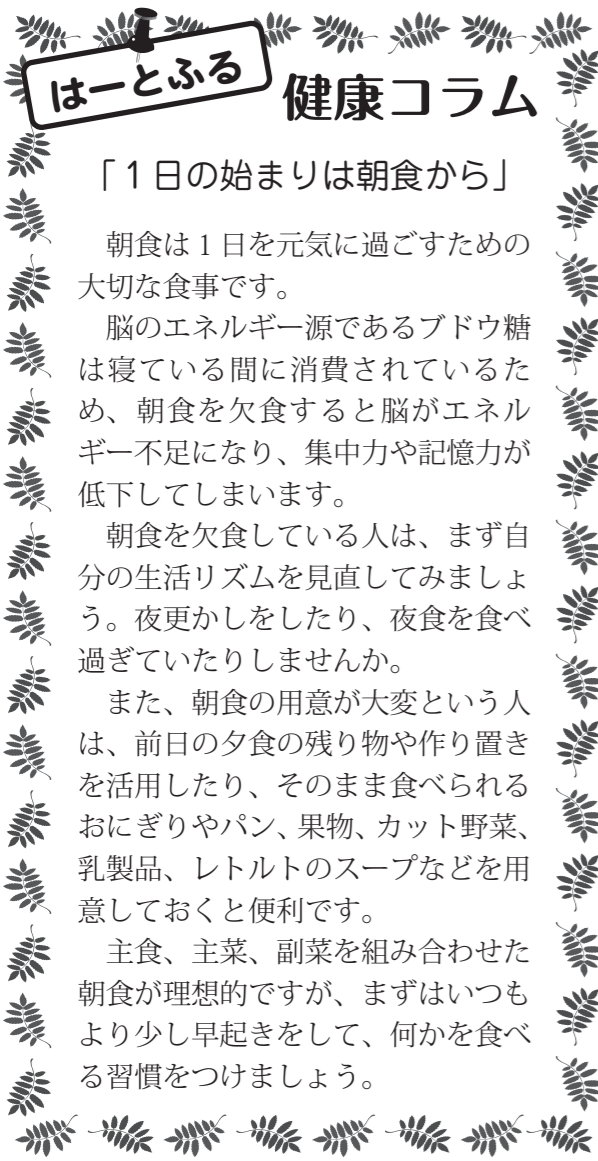 はーとふる
健康コラム
「１日の始まりは朝食から」
　朝食は１日を元気に過ごすための
大切な食事です。
　脳のエネルギー源であるブドウ糖
は寝ている間に消費されているた
め、朝食を欠食すると脳がエネル
ギー不足になり、集中力や記憶力が
低下してしまいます。
　朝食を欠食している人は、まず自
分の生活リズムを見直してみましょ
う。夜更かしをしたり、夜食を食べ
過ぎていたりしませんか。
　また、朝食の用意が大変という人
は、前日の夕食の残り物や作り置き
を活用したり、そのまま食べられる
おにぎりやパン、果物、カット野菜、
乳製品、レトルトのスープなどを用
意しておくと便利です。
　主食、主菜、副菜を組み合わせた
朝食が理想的ですが、まずはいつも
より少し早起きをして、何かを食べ
る習慣をつけましょう。